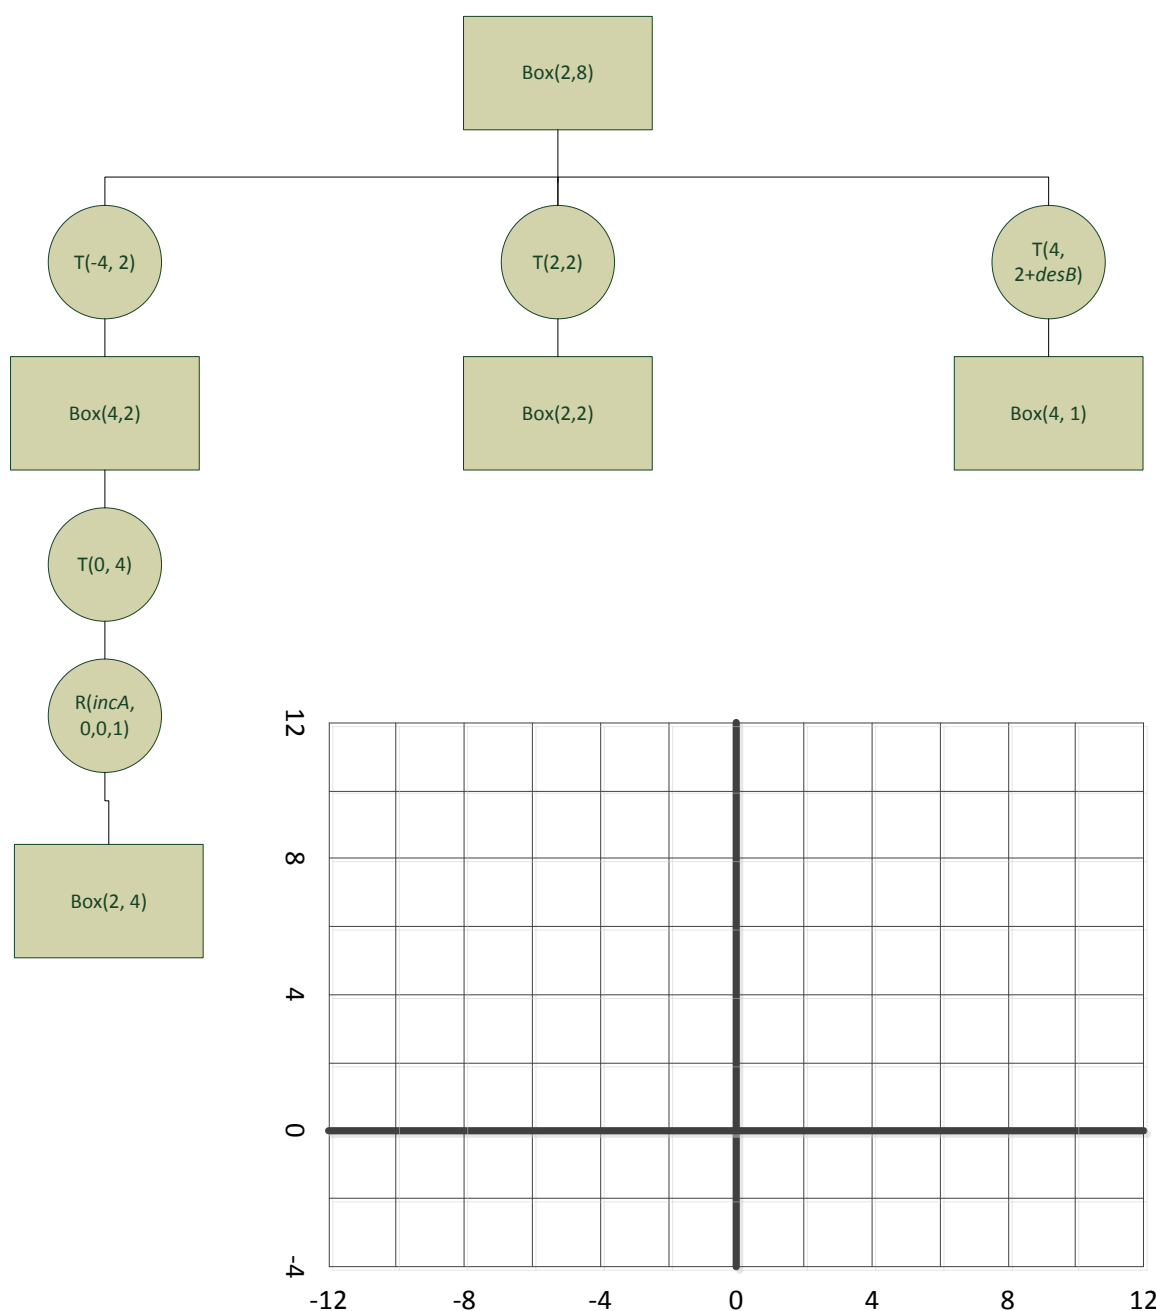 Box(2,8)
T(-4, 2)
T(2,2)
T(4,
2+desB)
Box(4,2)
Box(2,2)
Box(4, 1)
T(0, 4)
R(incA,
0,0,1)
Box(2, 4)
12
8
4
0
-4
-12
-8
-4
0
4
8
12